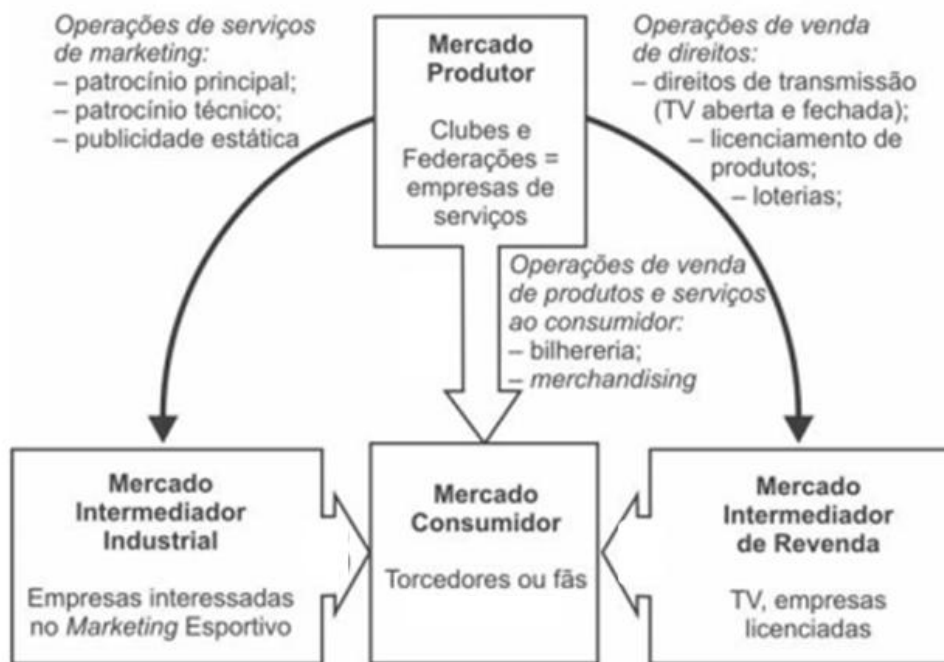 Operações de serviços
de marketing:
– patrocínio principal;
– patrocínio técnico;
– publicidade estática
Mercado
Produtor
Clubes e
Federações =
empresas de
serviços
Operações de venda
de direitos:
– direitos de transmissão
(TV aberta e fechada);
– licenciamento de
produtos;
– loterias;
Operações de venda
de produtos e serviços
ao consumidor:
– bilhereria;
– merchandising
Mercado
Intermediador
Industrial
Empresas interessadas
no Marketing Esportivo
Mercado
Consumidor
Torcedores ou fãs
Mercado
Intermediador
de Revenda
TV, empresas
licenciadas